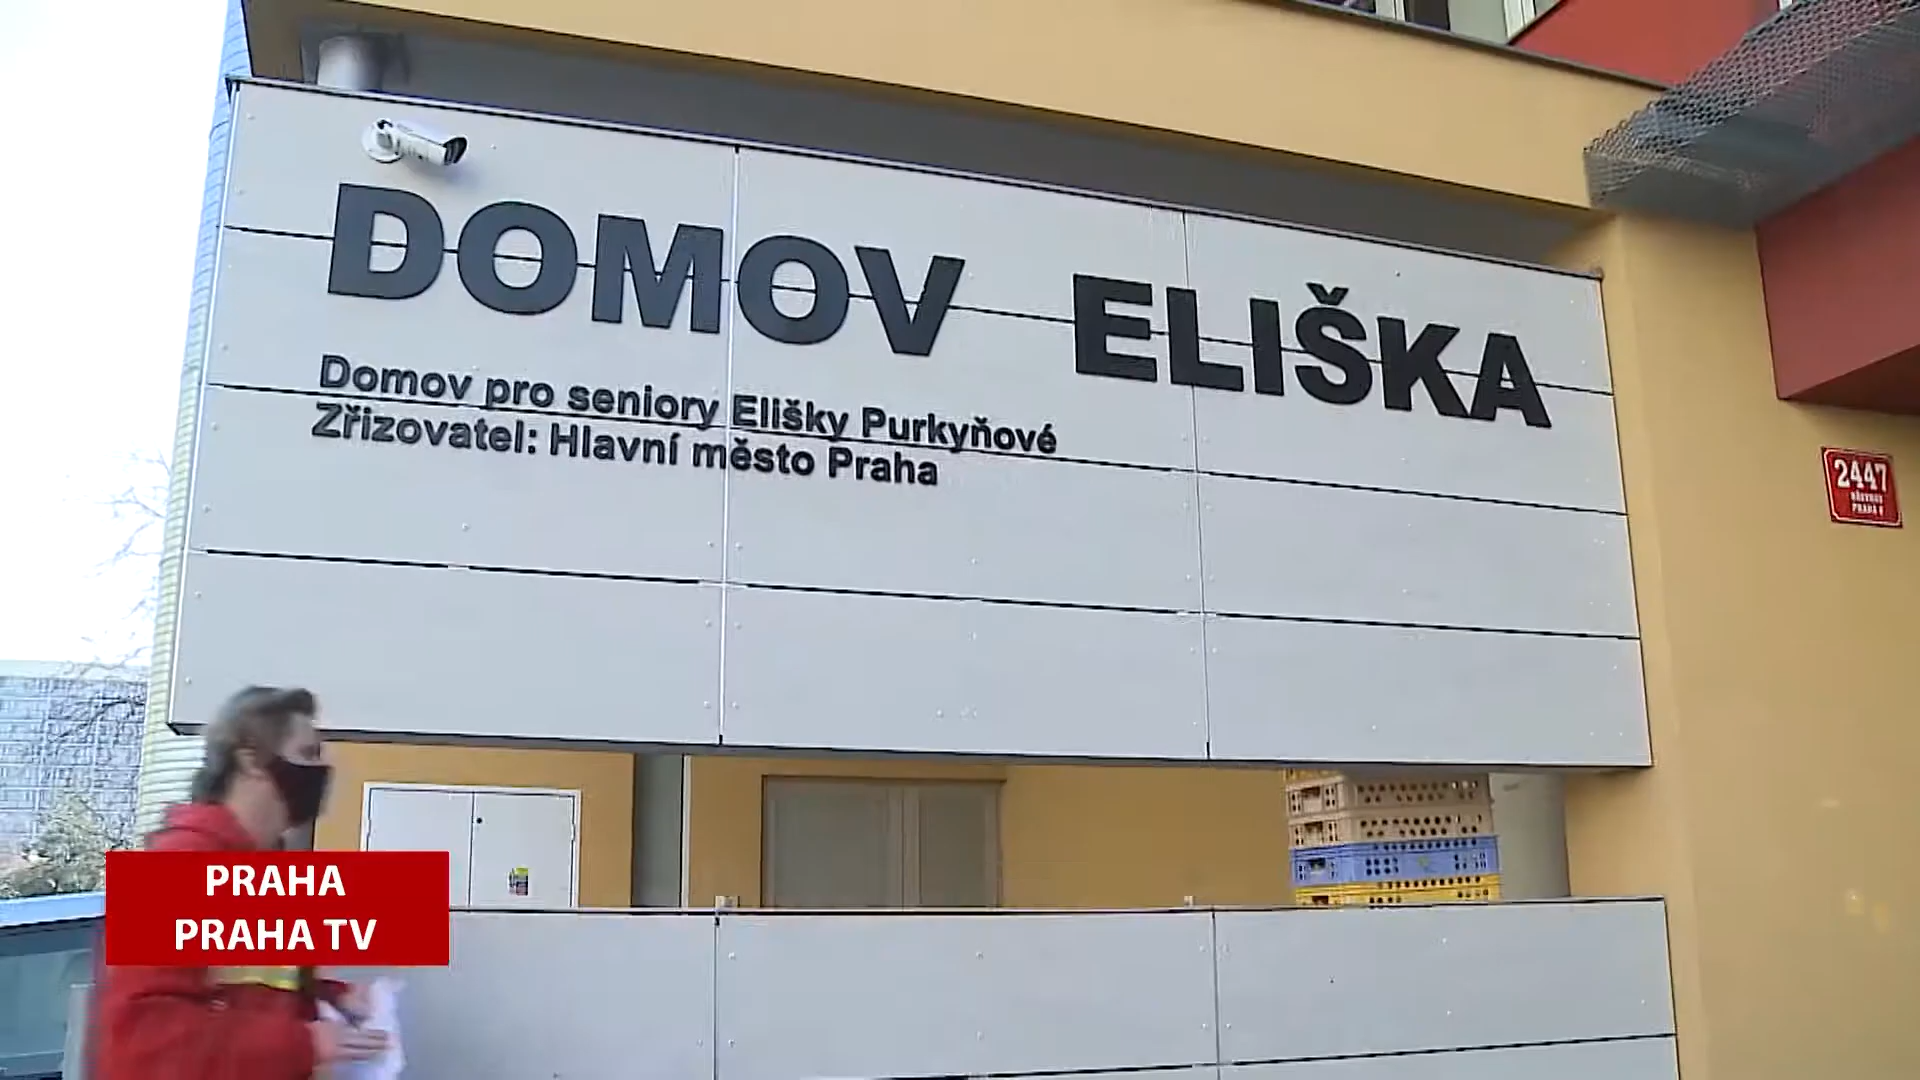 DOMOV ELIŠKA
Domov pro seniory Elišky Purkyňové
Zřizovatel: Hlavní město Praha
2447
PRAHA
PRAHA TV